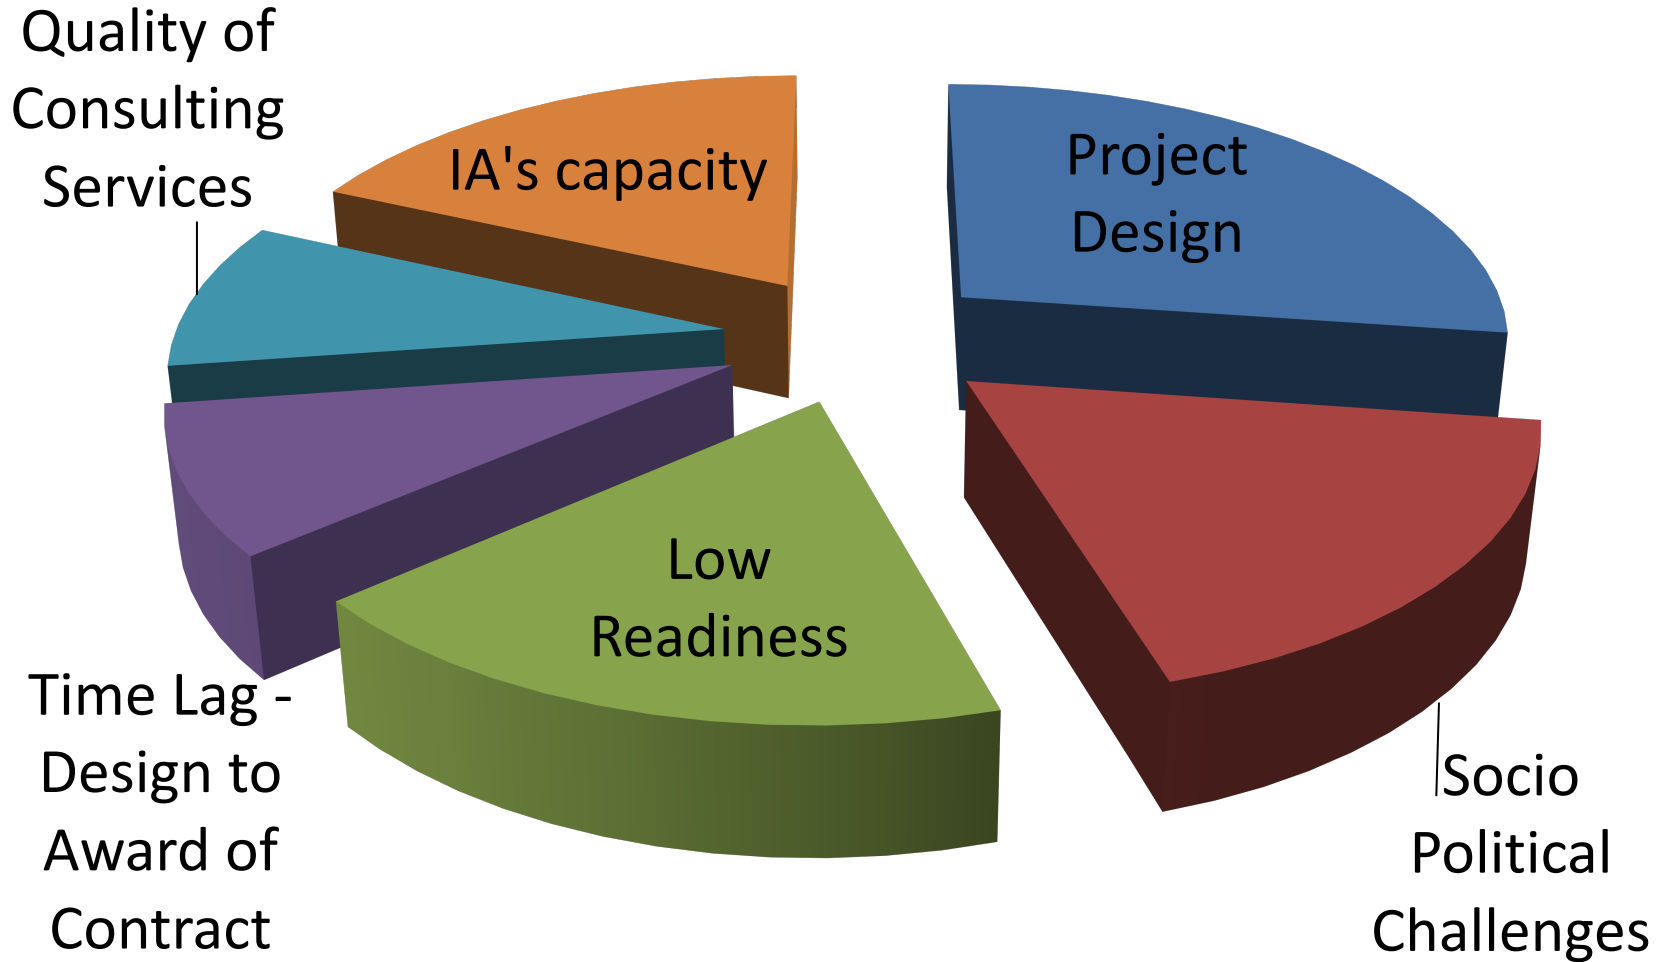 Quality of
Consulting
Services
IA's capacity
Project
Design
Low
Readiness
Time Lag -
Design to
Award of
Contract
Socio
Political
Challenges